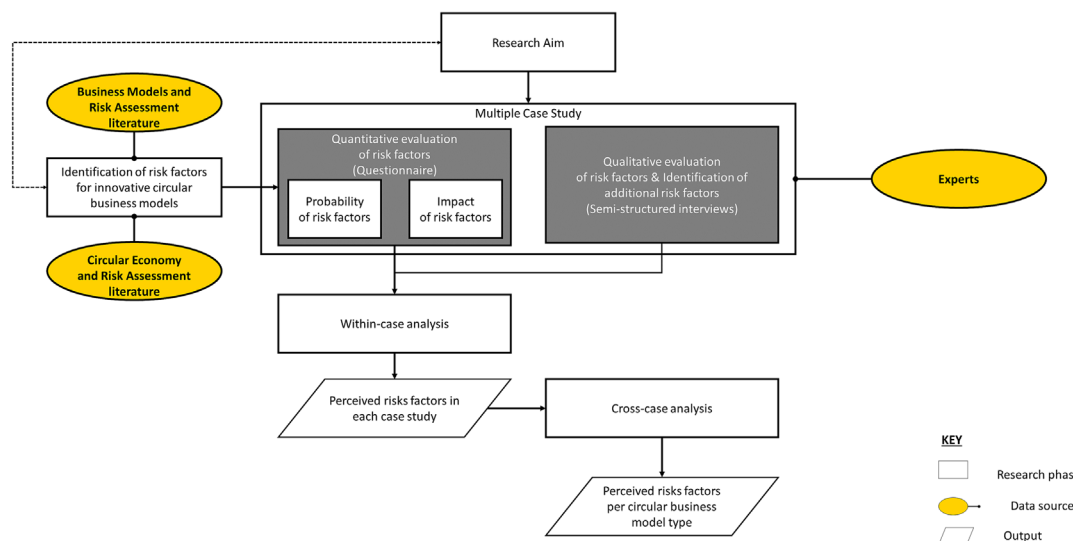 Research Aim
Business Models and
Risk Assessment
literature
Multiple Case Study
Quantitative evaluation
of risk factors
(Questionnaire)
Probability
of risk factors
Impact
of risk factors
Qualitative evaluation
of risk factors & Identification of
additional risk factors
(Semi-structured interviews)
Experts
Identification of risk factors
for innovative circular
business models
Circular Economy
and Risk Assessment
literature
Within-case analysis
Perceived risks factors in
each case study
Cross-case analysis
Perceived risks factors
per circular business
model type
KEY
Research phas
Data source
Output